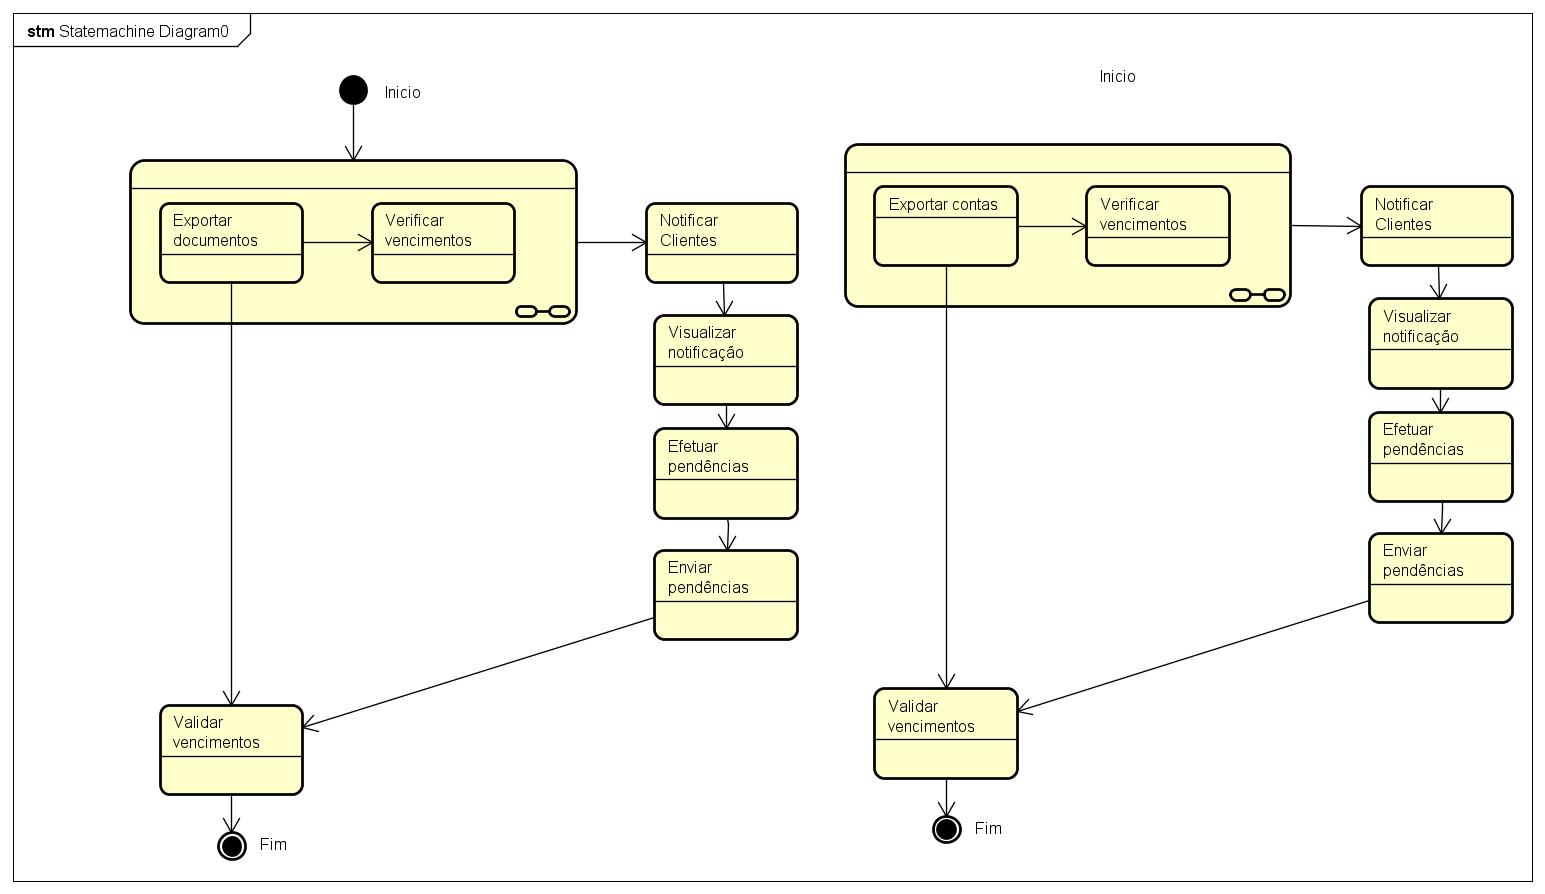 stm Statemachine Diagram0
Inicio
Exportar
documentos
Verificar
vencimentos
Notificar
Clientes
Visualizar
notificação
Efetuar
pendências
Enviar
pendências
Validar
vencimentos
Fim
Inicio
Exportar contas
Verificar
vencimentos
Notificar
Clientes
Visualizar
notificação
Efetuar
pendências
Enviar
pendências
Validar
vencimentos
Fim